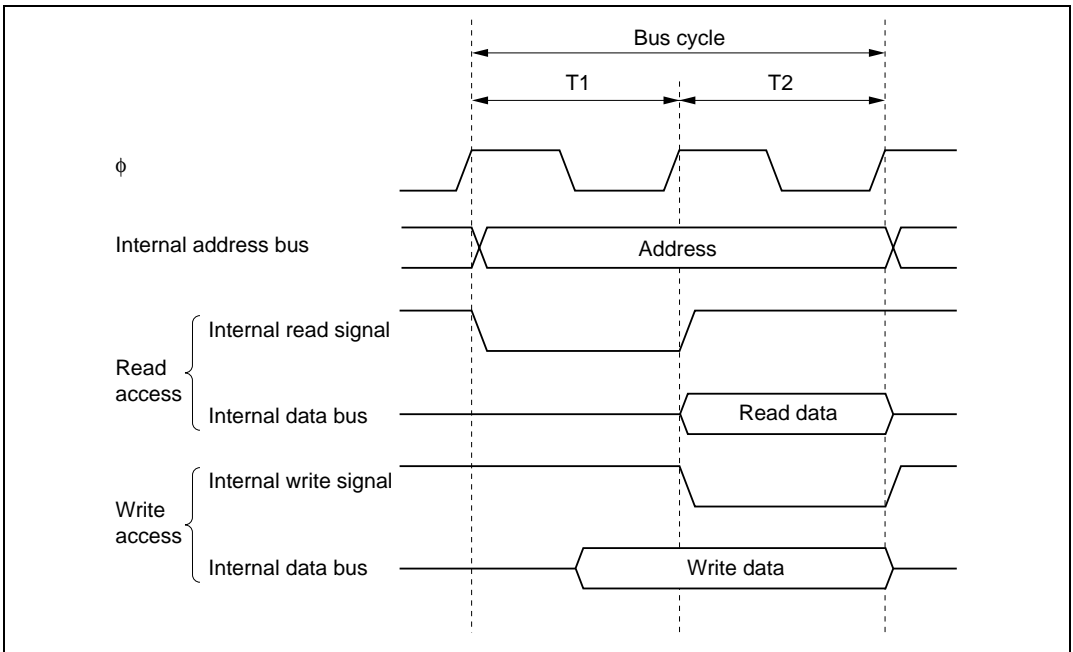 Bus cycle
T1
T2
ϕ
Internal address bus
Address
Internal read signal
Read
access
Internal data bus
Read data
Internal write signal
Write
access
Internal data bus
Write data